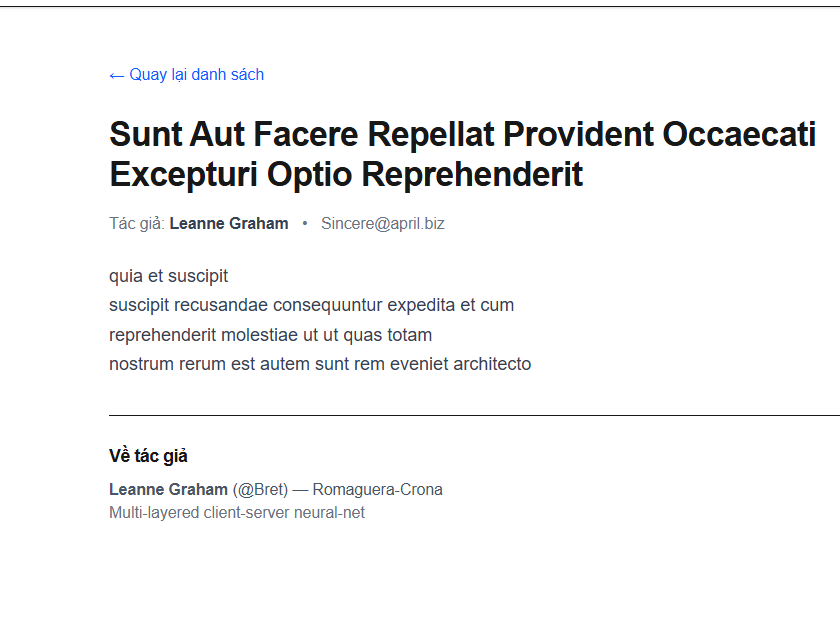 ← Quay lại danh sách
Sunt Aut Facere Repellat Provident Occaecati
Excepturi Optio Reprehenderit
Tác giả: Leanne Graham • Sincere@april.biz
quia et suscipit
suscipit recusandae consequuntur expedita et cum
reprehenderit molestiae ut ut quas totam
nostrum rerum est autem sunt rem eveniet architecto
Về tác giả
Leanne Graham (@Bret) — Romaguera-Crona
Multi-layered client-server neural-net